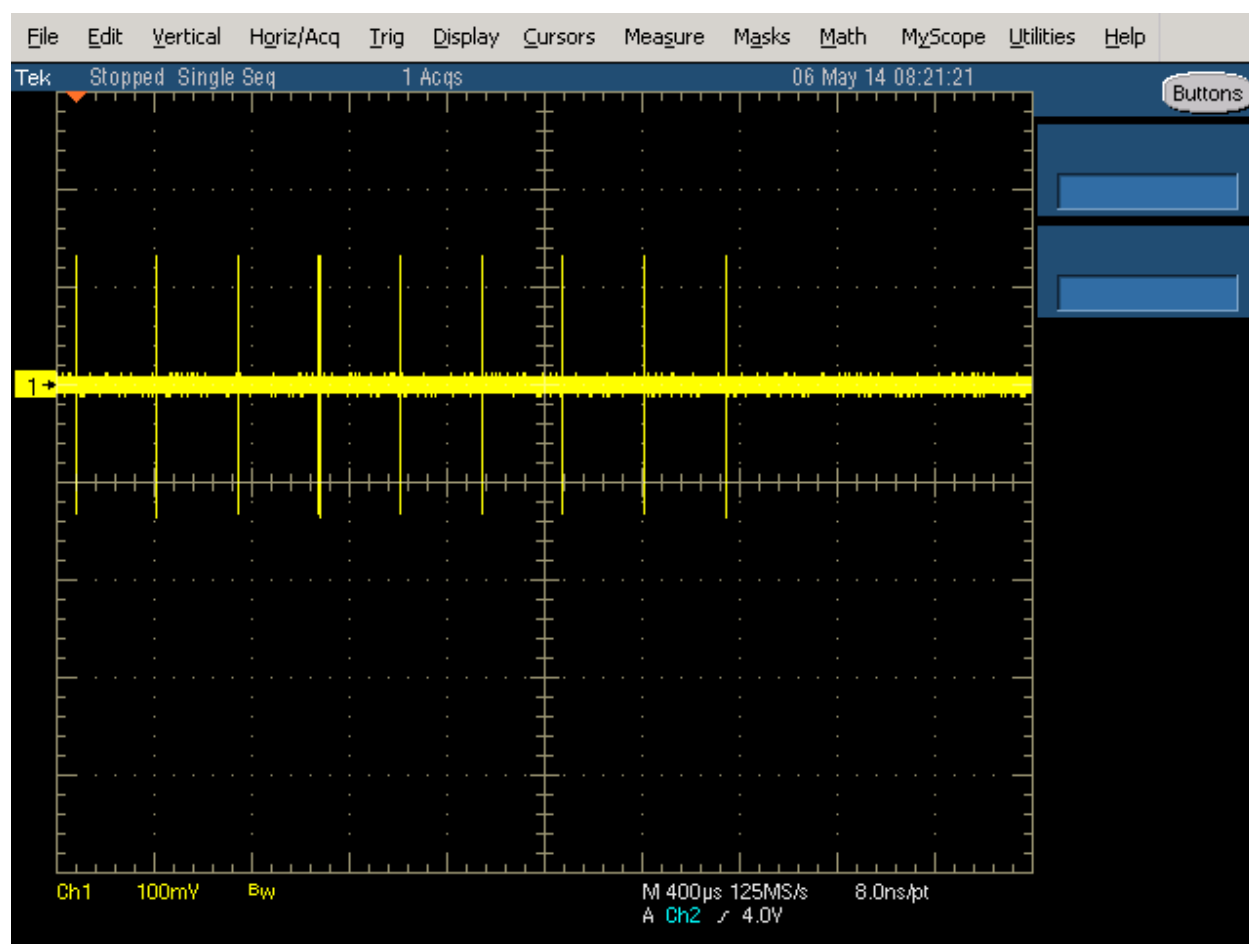 File Edit Vertical Horiz/Acq Trig Display Cursors Measure Masks Math MyScope Utilities Help
Tek Stopped Single Seq 1 Acqs 06 May 14 08:21:21
Buttons
1
Ch1 100mV Bw M 400µs 125MS/s 8.0ns/pt
A Ch2 4.0V